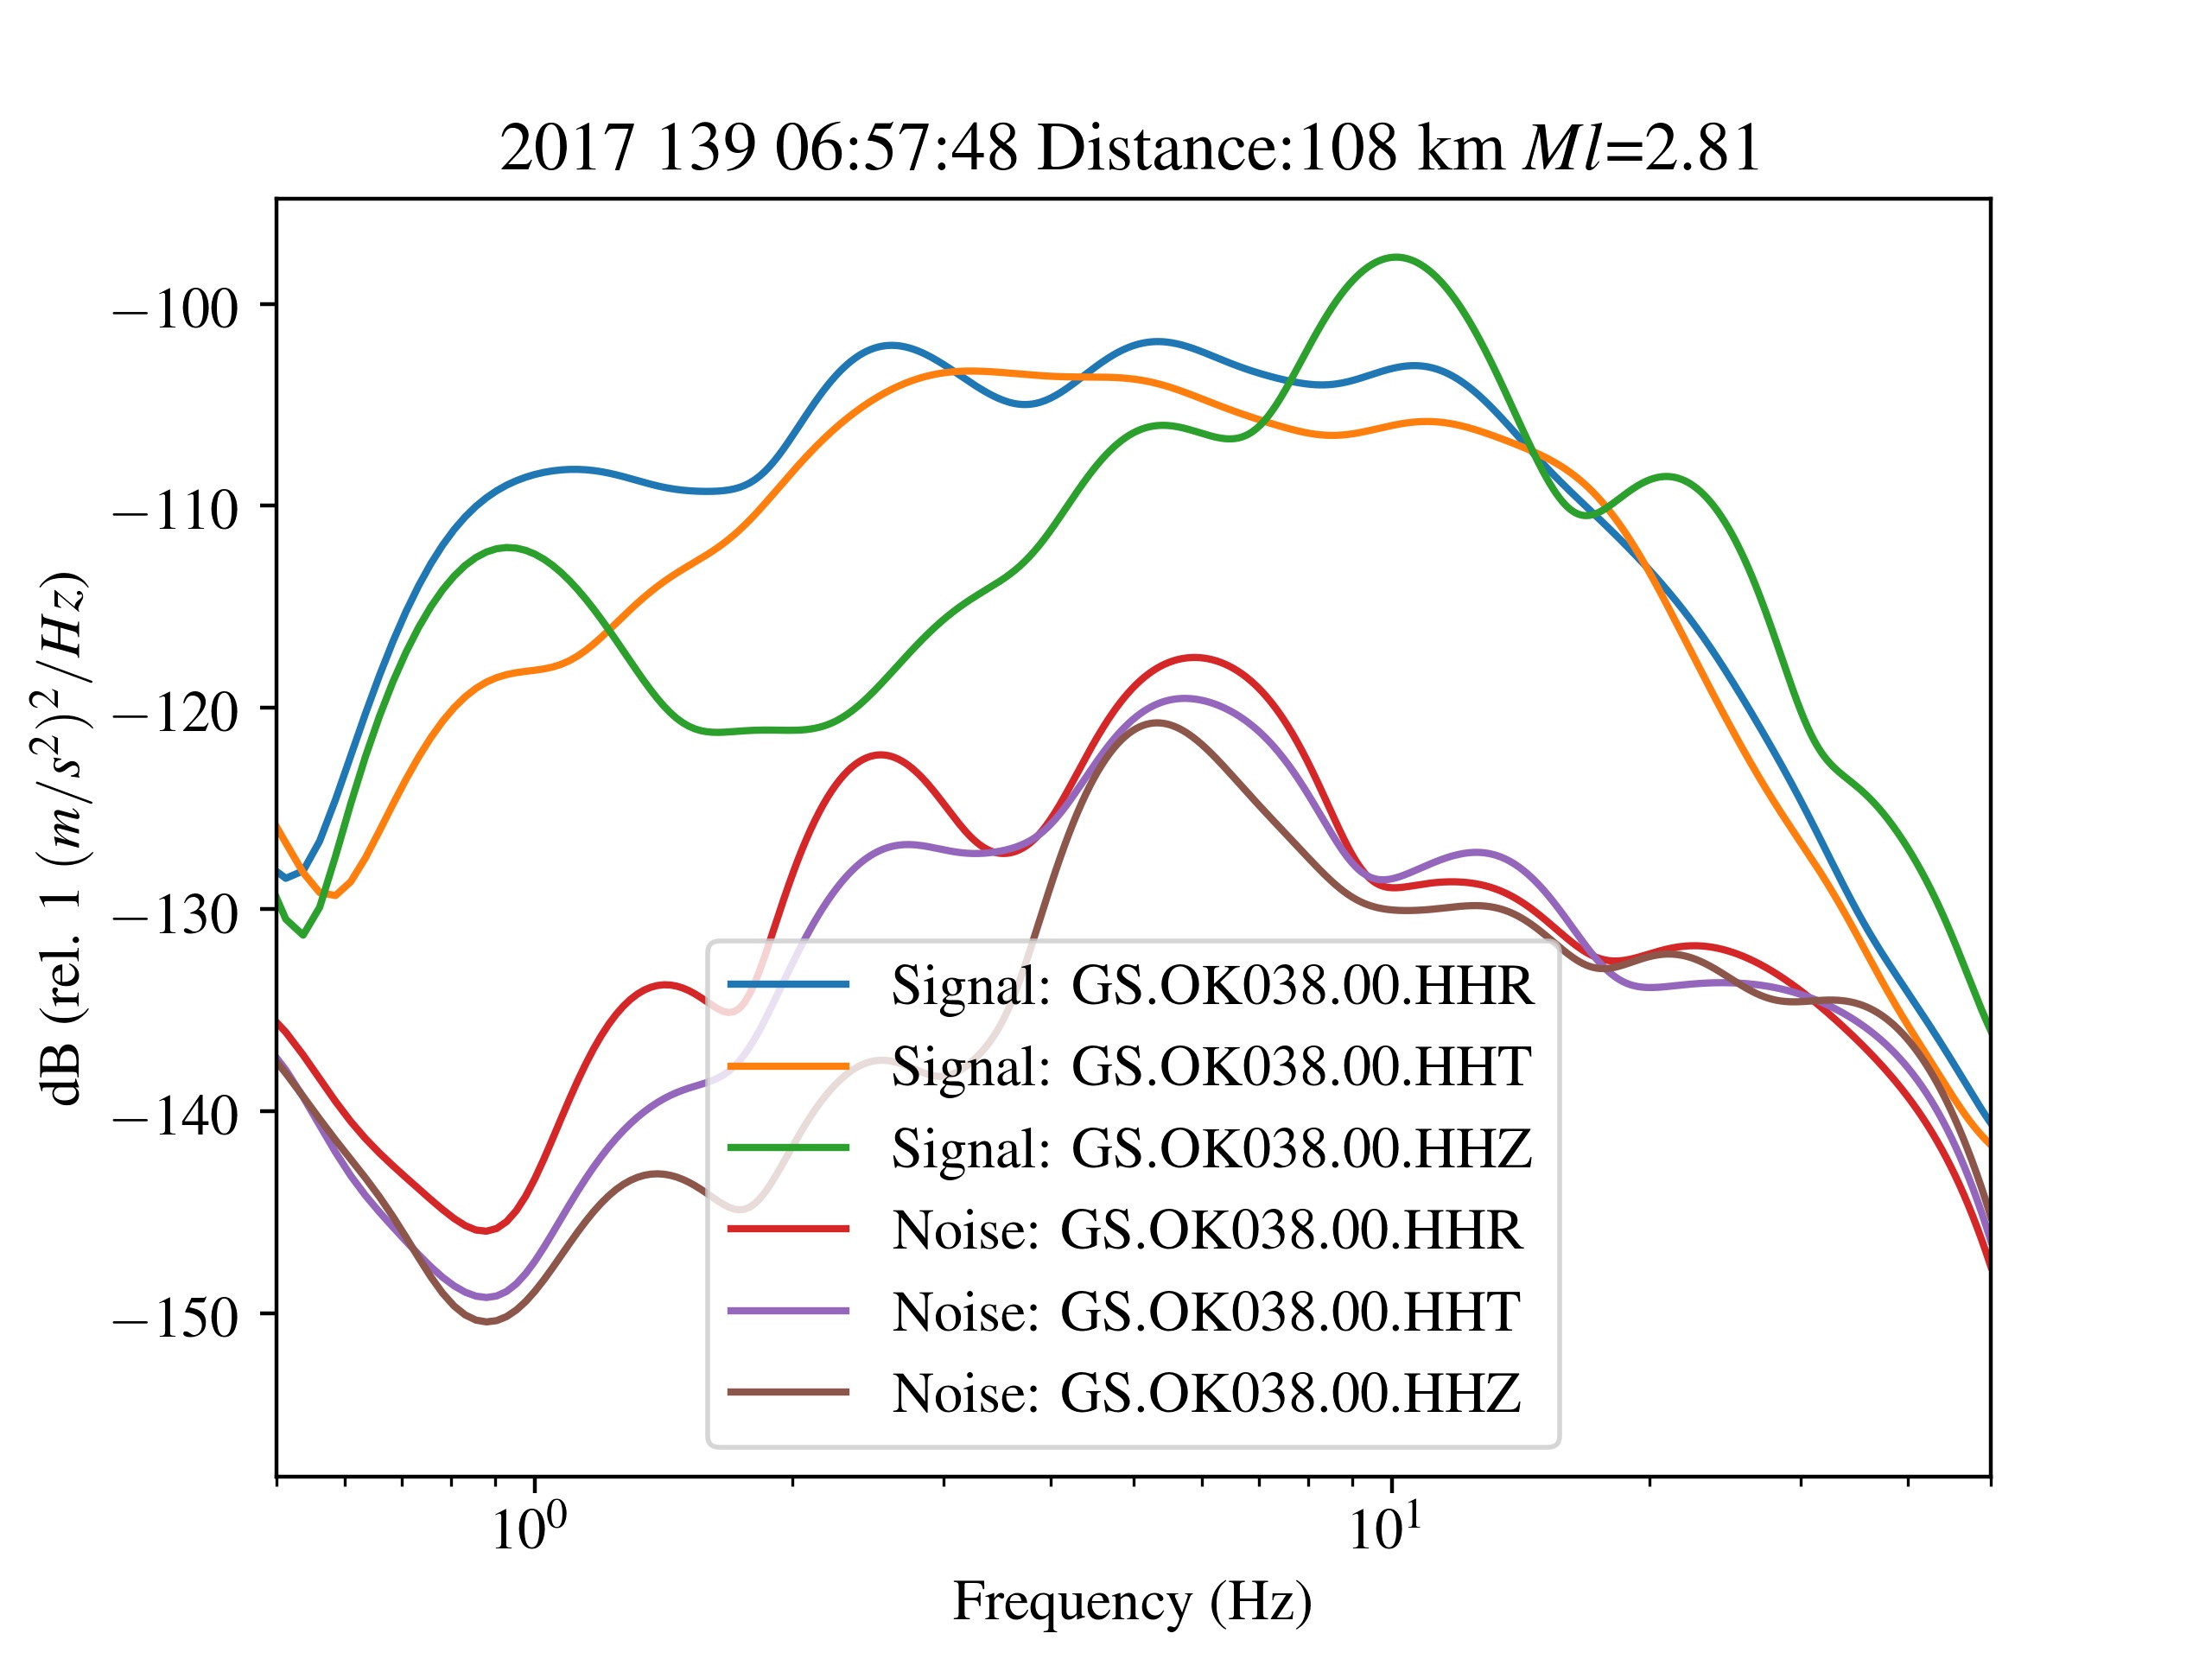 2017 139 06:57:48 Distance:108 km Ml=2.81
dB (rel. 1 (m/s²)²/Hz)
−100
−110
−120
−130
−140
−150
Signal: GS.OK038.00.HHR
Signal: GS.OK038.00.HHT
Signal: GS.OK038.00.HHZ
Noise: GS.OK038.00.HHR
Noise: GS.OK038.00.HHT
Noise: GS.OK038.00.HHZ
10⁰ 10¹
Frequency (Hz)